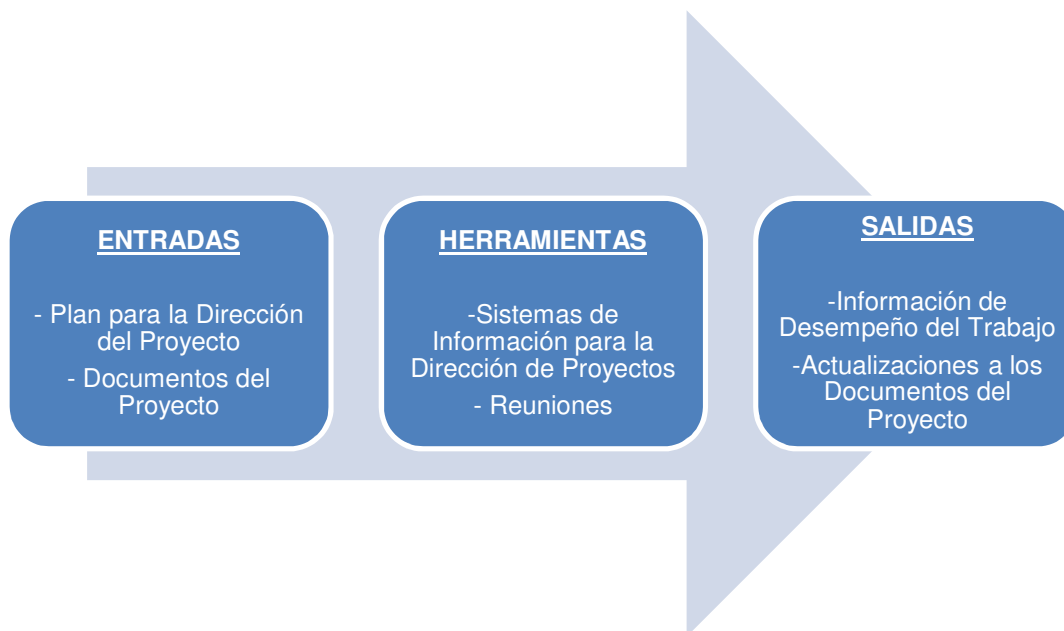 ENTRADAS
- Plan para la Dirección
del Proyecto
- Documentos del
Proyecto
HERRAMIENTAS
-Sistemas de
Información para la
Dirección de Proyectos
- Reuniones
SALIDAS
-Información de
Desempeño del Trabajo
-Actualizaciones a los
Documentos del
Proyecto